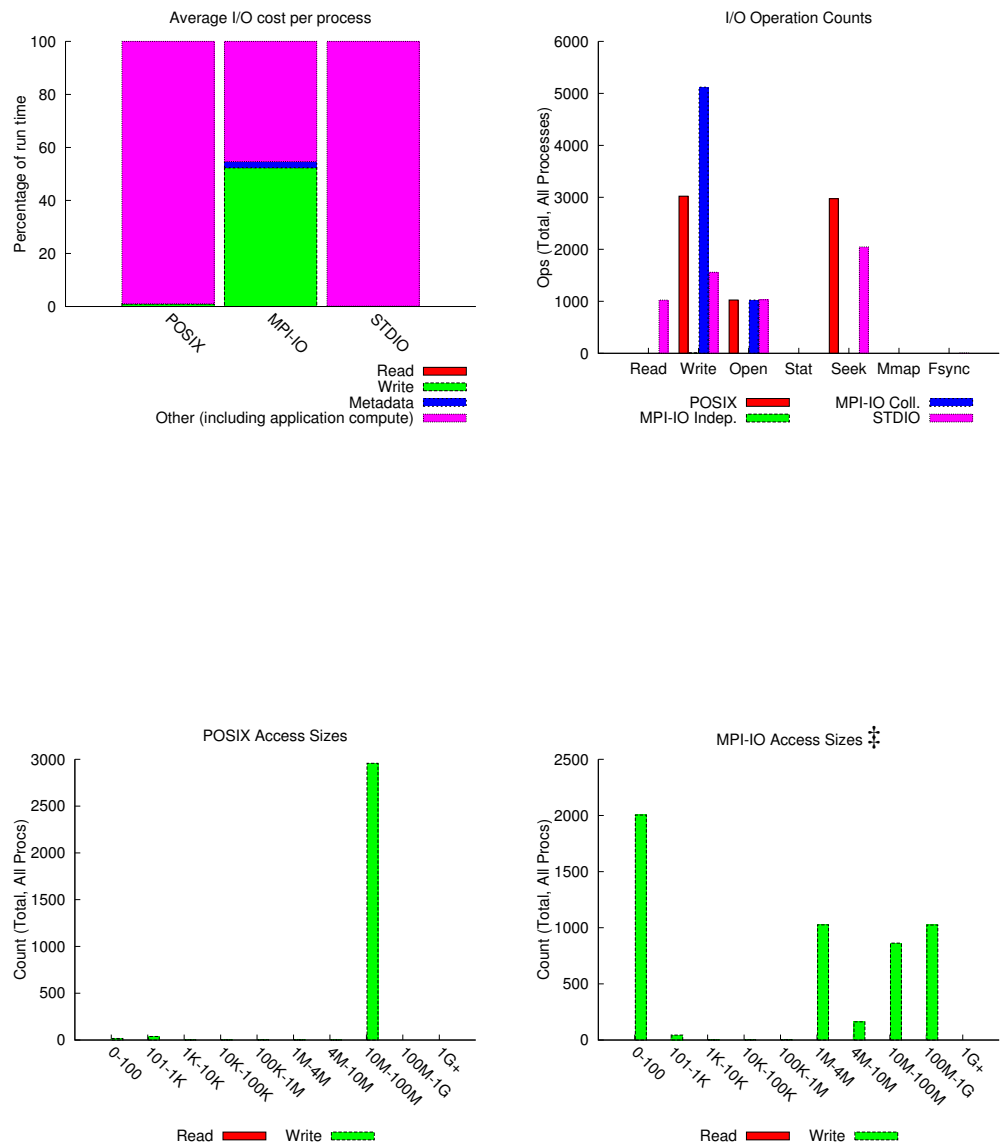 Average I/O cost per process
100
80
60
40
20
0
Percentage of run time
POSIX
MPI-IO
STDIO
Read
Write
Metadata
Other (including application compute)
I/O Operation Counts
6000
5000
4000
3000
2000
1000
0
Ops (Total, All Processes)
Read Write Open Stat Seek Mmap Fsync
POSIX
MPI-IO Indep.
MPI-IO Coll.
STDIO
POSIX Access Sizes
3000
2500
2000
1500
1000
500
0
Count (Total, All Procs)
0-100
101-1K
1K-10K
10K-100K
100K-1M
1M-4M
4M-10M
10M-100M
100M-1G
1G+
Read Write
MPI-IO Access Sizes ‡
2500
2000
1500
1000
500
0
Count (Total, All Procs)
0-100
101-1K
1K-10K
10K-100K
100K-1M
1M-4M
4M-10M
10M-100M
100M-1G
1G+
Read Write